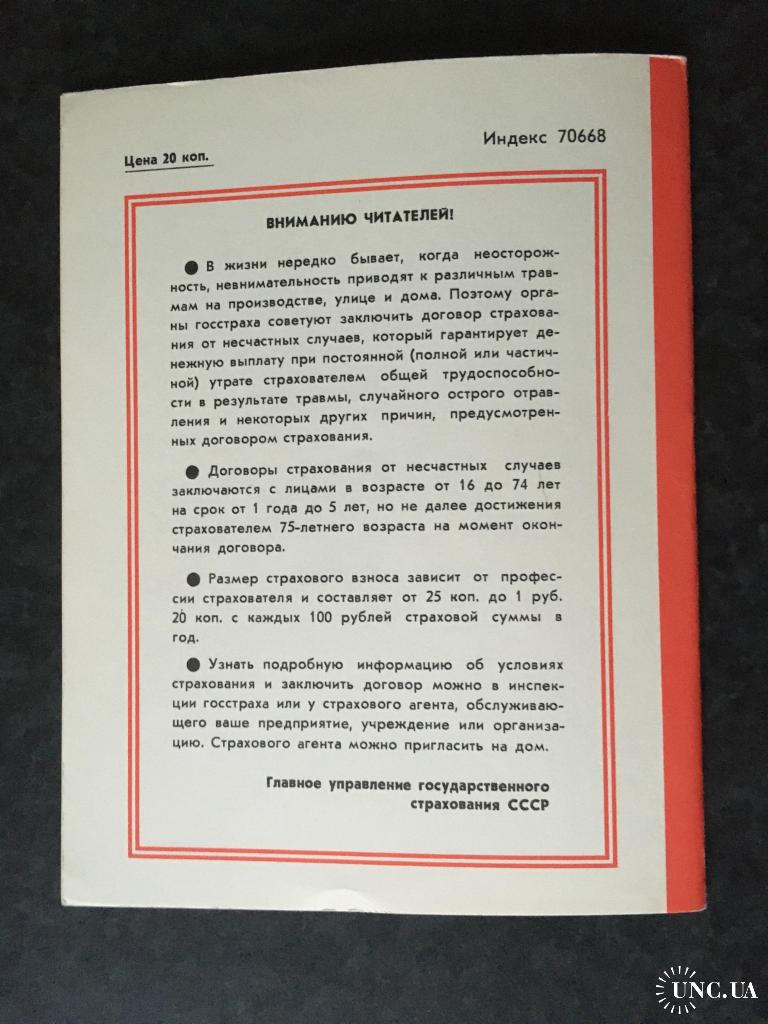 Цена 20 коп.
Индекс 70668
ВНИМАНИЮ ЧИТАТЕЛЕЙ!
● В жизни нередко бывает, когда неосторож-
ность, невнимательность приводят к различным трав-
мам на производстве, улице и дома. Поэтому орга-
ны госстраха советуют заключить договор страхова-
ния от несчастных случаев, который гарантирует де-
нежную выплату при постоянной (полной или частич-
ной) утрате страхователем общей трудоспособно-
сти в результате травмы, случайного острого отрав-
ления и некоторых других причин, предусмотрен-
ных договором страхования.
● Договоры страхования от несчастных случаев
заключаются с лицами в возрасте от 16 до 74 лет
на срок от 1 года до 5 лет, но не далее достижения
страхователем 75-летнего возраста на момент окон-
чания договора.
● Размер страхового взноса зависит от профес-
сии страхователя и составляет от 25 коп. до 1 руб.
20 коп. с каждых 100 рублей страховой суммы в
год.
● Узнать подробную информацию об условиях
страхования и заключить договор можно в инспек-
ции госстраха или у страхового агента, обслуживаю-
щего ваше предприятие, учреждение или организа-
цию. Страхового агента можно пригласить на дом.
Главное управление государственного
страхования СССР
UNC.UA